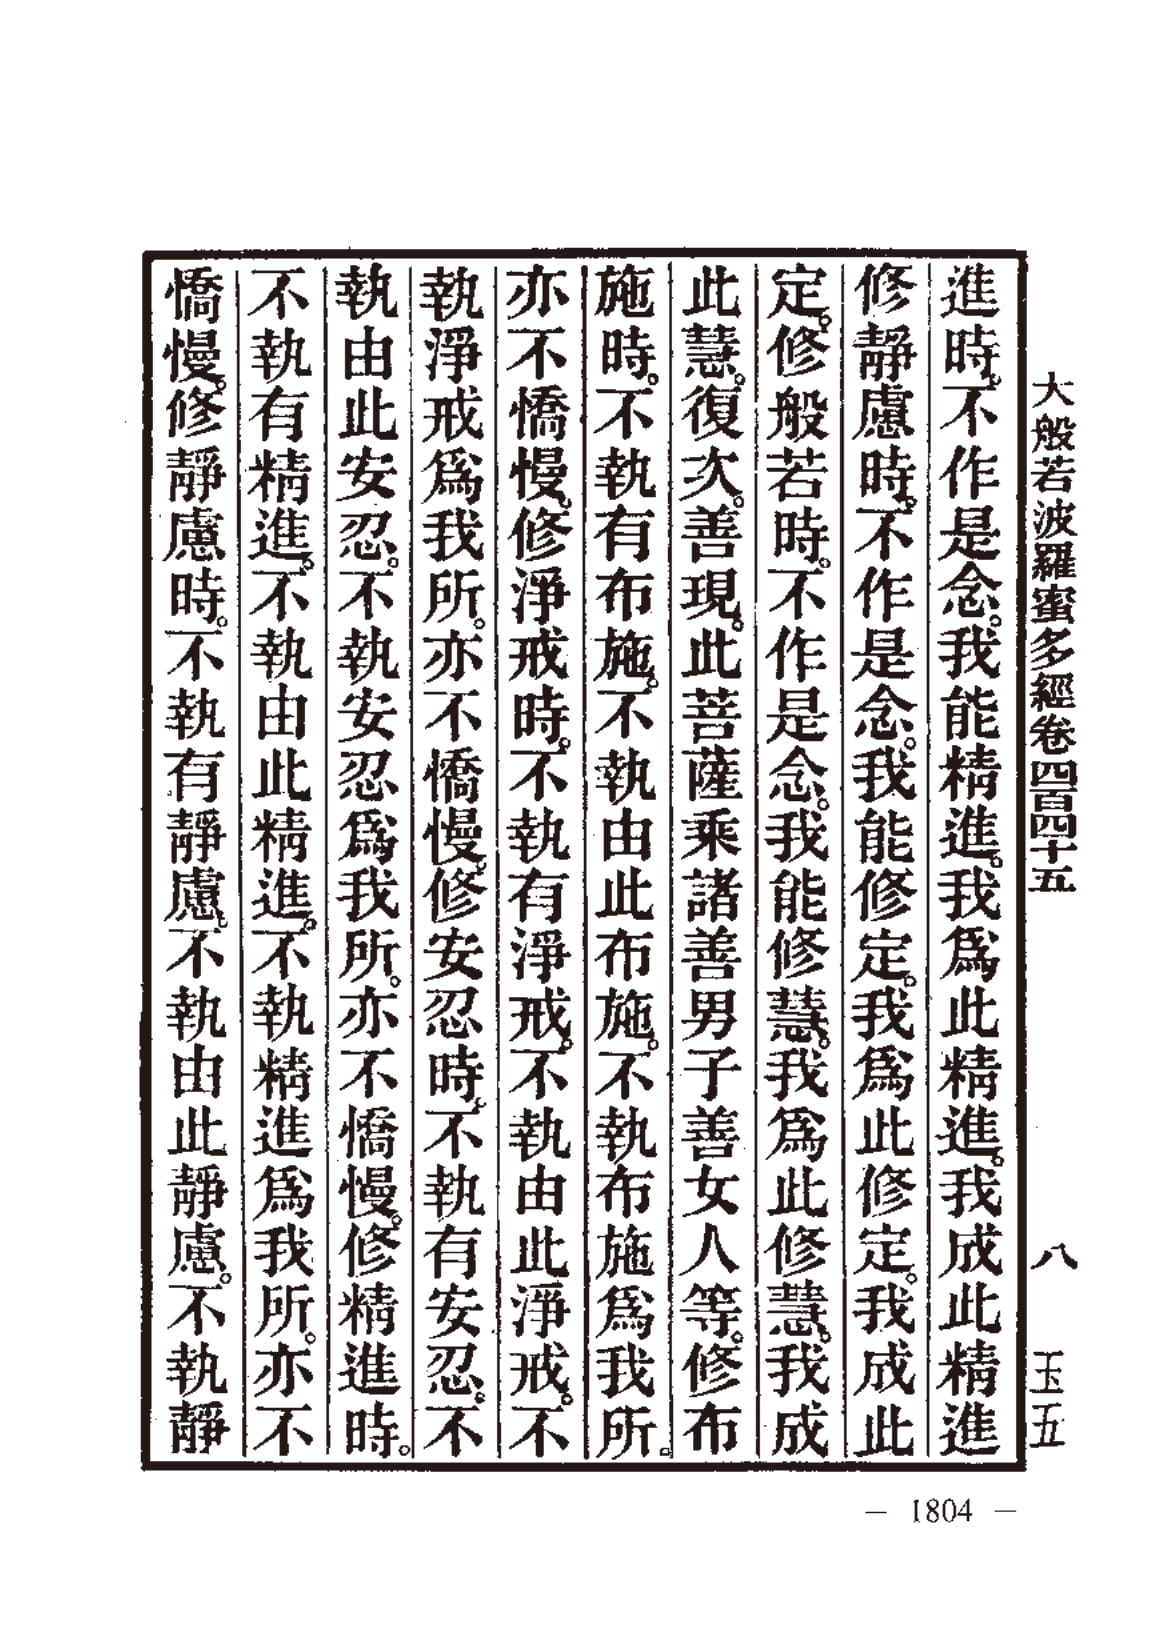 大般若波羅蜜多經卷四百四十五 八 玉五
進時。不作是念。我能精進。我爲此精進。我成此精進
修靜慮時。不作是念。我能修定。我爲此修定。我成此
定。修般若時。不作是念。我能修慧。我爲此修慧。我成
此慧。復次。善現。此菩薩乘諸善男子善女人等。修布
施時。不執有布施。不執由此布施。不執布施爲我所。
亦不憍慢。修淨戒時。不執有淨戒。不執由此淨戒。不
執淨戒爲我所。亦不憍慢。修安忍時。不執有安忍。不
執由此安忍。不執安忍爲我所。亦不憍慢。修精進時。
不執有精進。不執由此精進。不執精進爲我所。亦不
憍慢。修靜慮時。不執有靜慮。不執由此靜慮。不執靜
— 1804 —